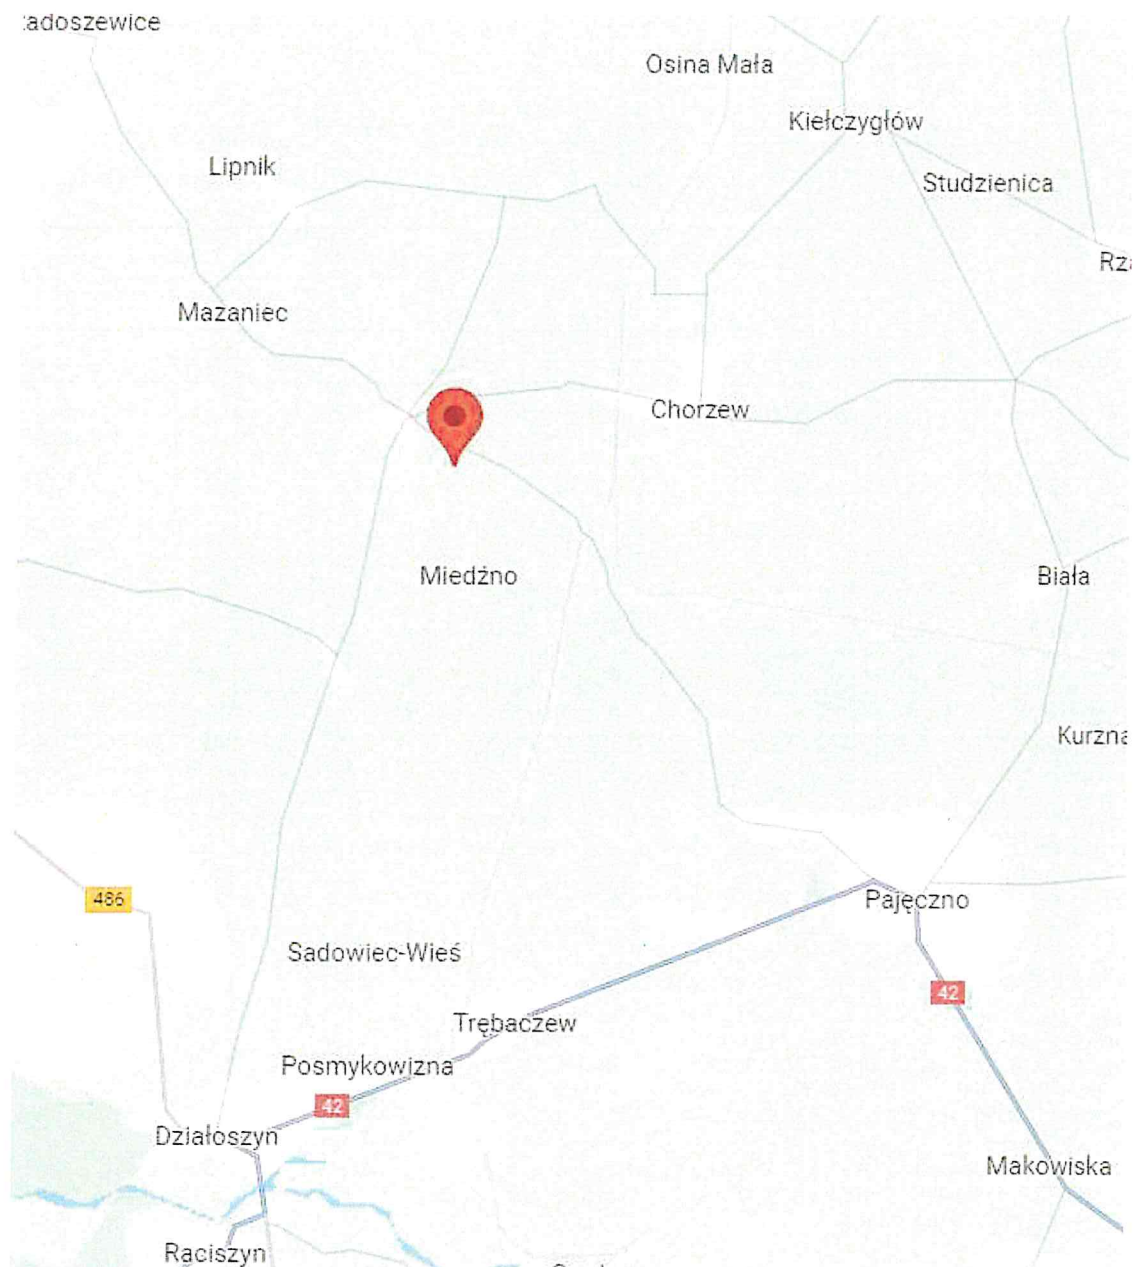 adoszewice
Osina Mała
Kiełczygłów
Lipnik
Studzienica
Rzą
Mazaniec
Chorzew
Miedźno
Biała
Kurzna
486
Pajęczno
Sadowiec-Wieś
42
Trębaczew
Posmykowizna
42
Działoszyn
Makowiska
Raciszyn